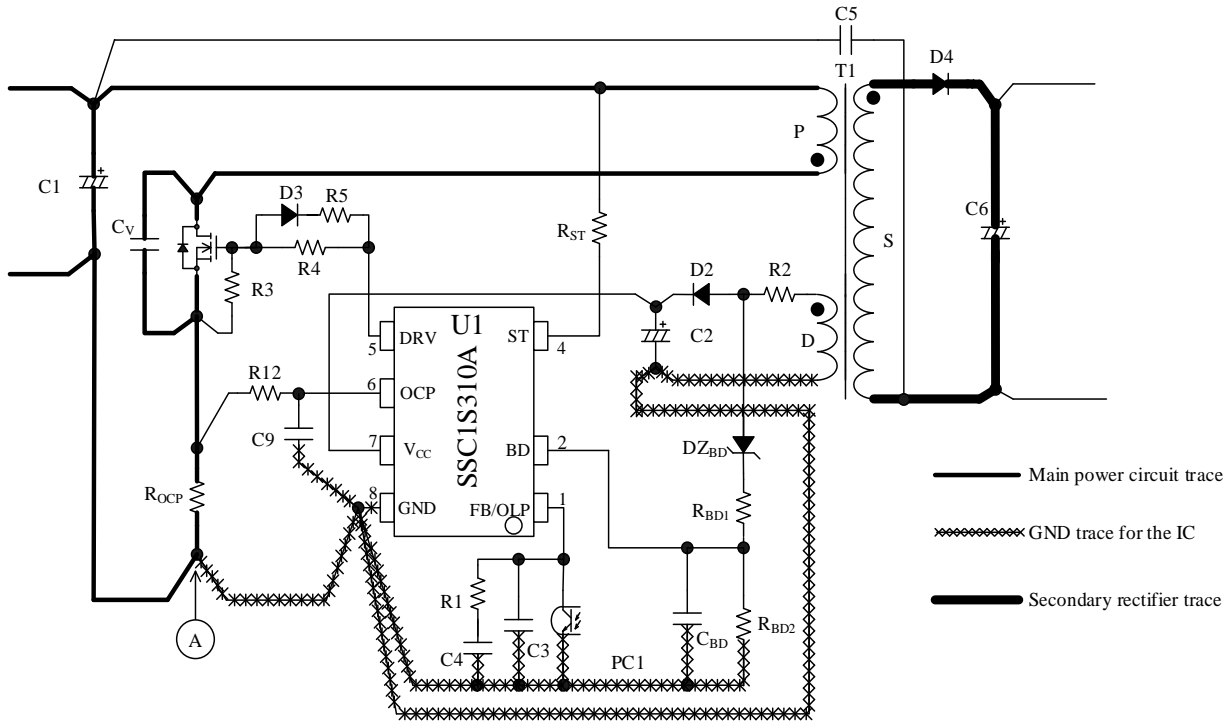 C5
T1
D4
P
C1
D3
R5
C6
CV
RST
S
R4
D2
R2
R3
U1
C2
D
DRV
ST
5
4
SSC1S310A
R12
6
OCP
C9
7
VCC
BD
2
DZBD
Main power circuit trace
ROCP
8
GND
FB/OLP
1
RBD1
GND trace for the IC
R1
Secondary rectifier trace
A
C4
C3
PC1
CBD
RBD2